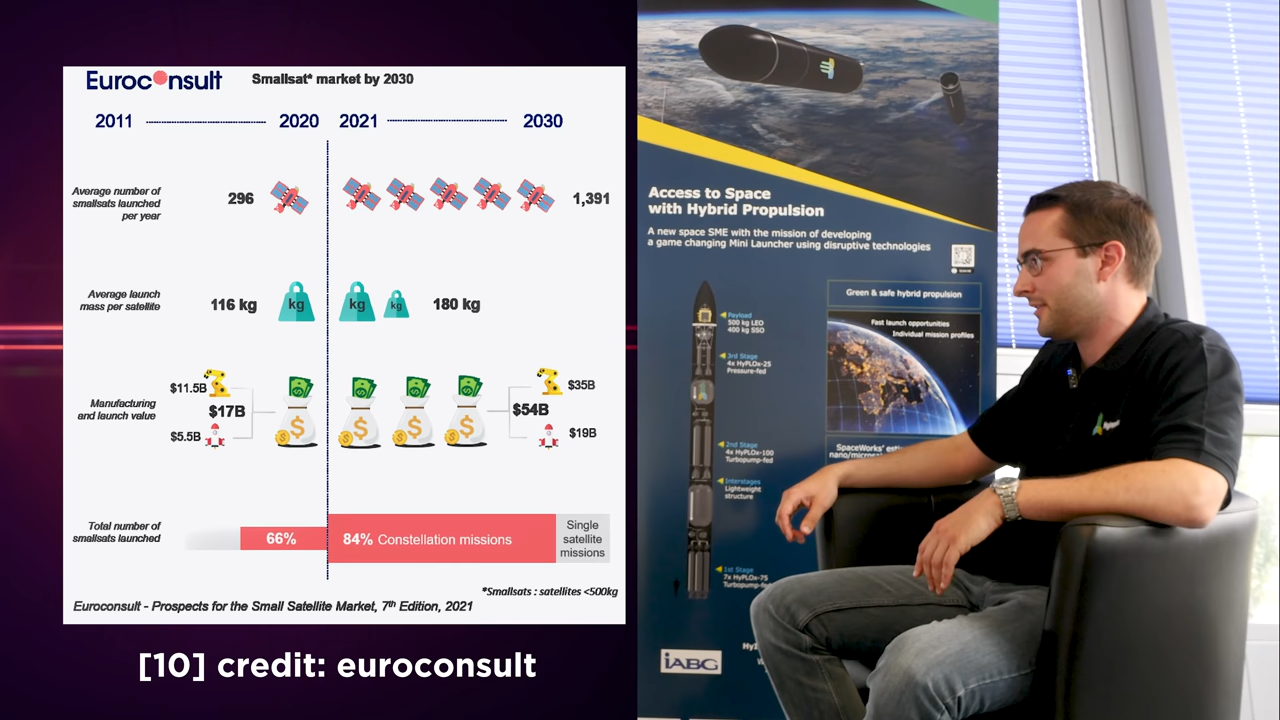 Euroconsult
Smallsat* market by 2030
2011
2020
2021
2030
Average number of
smallsats launched
per year
296
1,391
Average launch
mass per satellite
116 kg
kg
kg
kg
180 kg
Manufacturing
and launch value
$11.5B
$17B
$5.5B
$
$
$
$
$35B
$54B
$19B
Total number of
smallsats launched
66%
84% Constellation missions
Single
satellite
missions
*Smallsats : satellites <500kg
Euroconsult - Prospects for the Small Satellite Market, 7th Edition, 2021
[10] credit: euroconsult
Access to Space
with Hybrid Propulsion
A new space SME with the mission of developing
a game changing Mini Launcher using disruptive technologies
Green & safe hybrid propulsion
Fast launch opportunities
Individual mission profiles
Payload
500 kg LEO
400 kg SSO
3rd Stage
4x HyPLOx-25
Pressure-fed
2nd Stage
4x HyPLOx-100
Turbopump-fed
Interstages
Lightweight
structure
1st Stage
7x HyPLOx-75
Turbopump-fed
SpaceWorks'
iABG